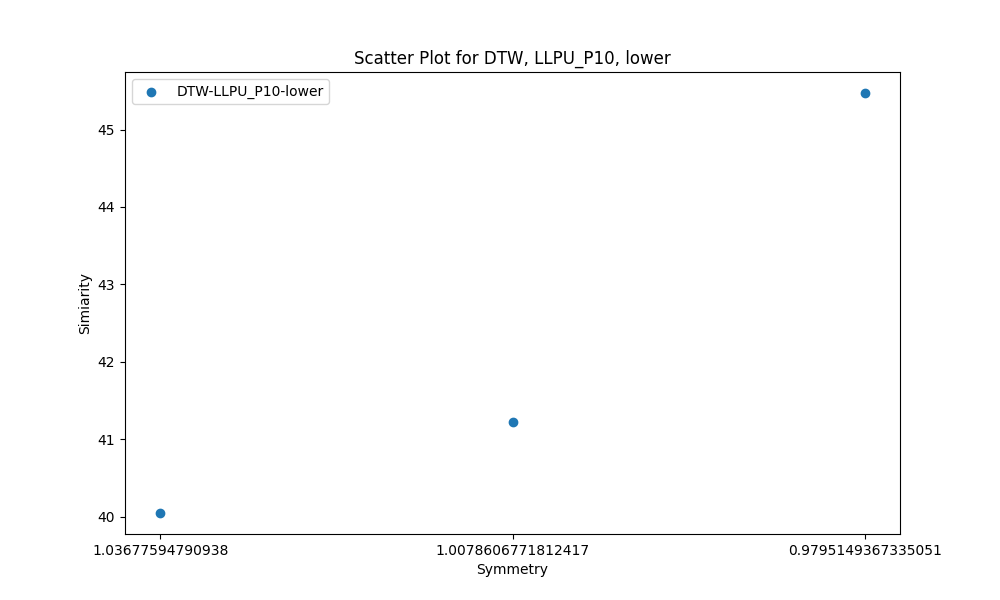 Scatter Plot for DTW, LLPU_P10, lower
DTW-LLPU_P10-lower
45
44
43
42
41
40
Simiarity
1.03677594790938
1.0078606771812417
0.9795149367335051
Symmetry